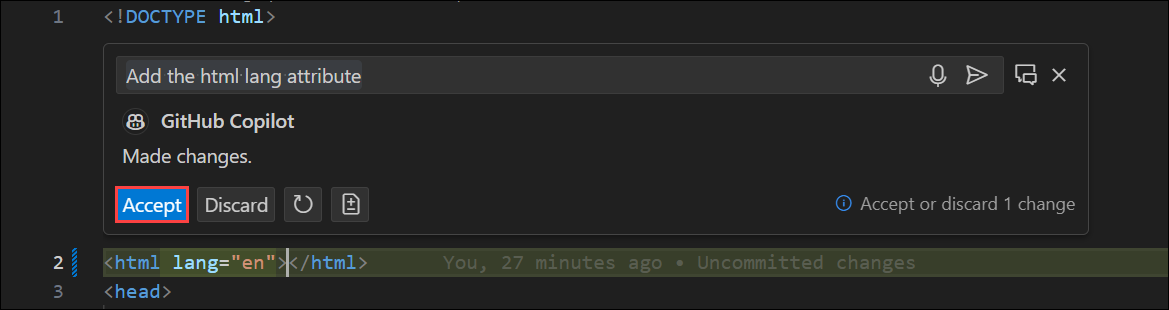 1 <!DOCTYPE html>
Add the html lang attribute
GitHub Copilot
Made changes.
Accept Discard Accept or discard 1 change
2 <html lang="en"></html> You, 27 minutes ago • Uncommitted changes
3 <head>